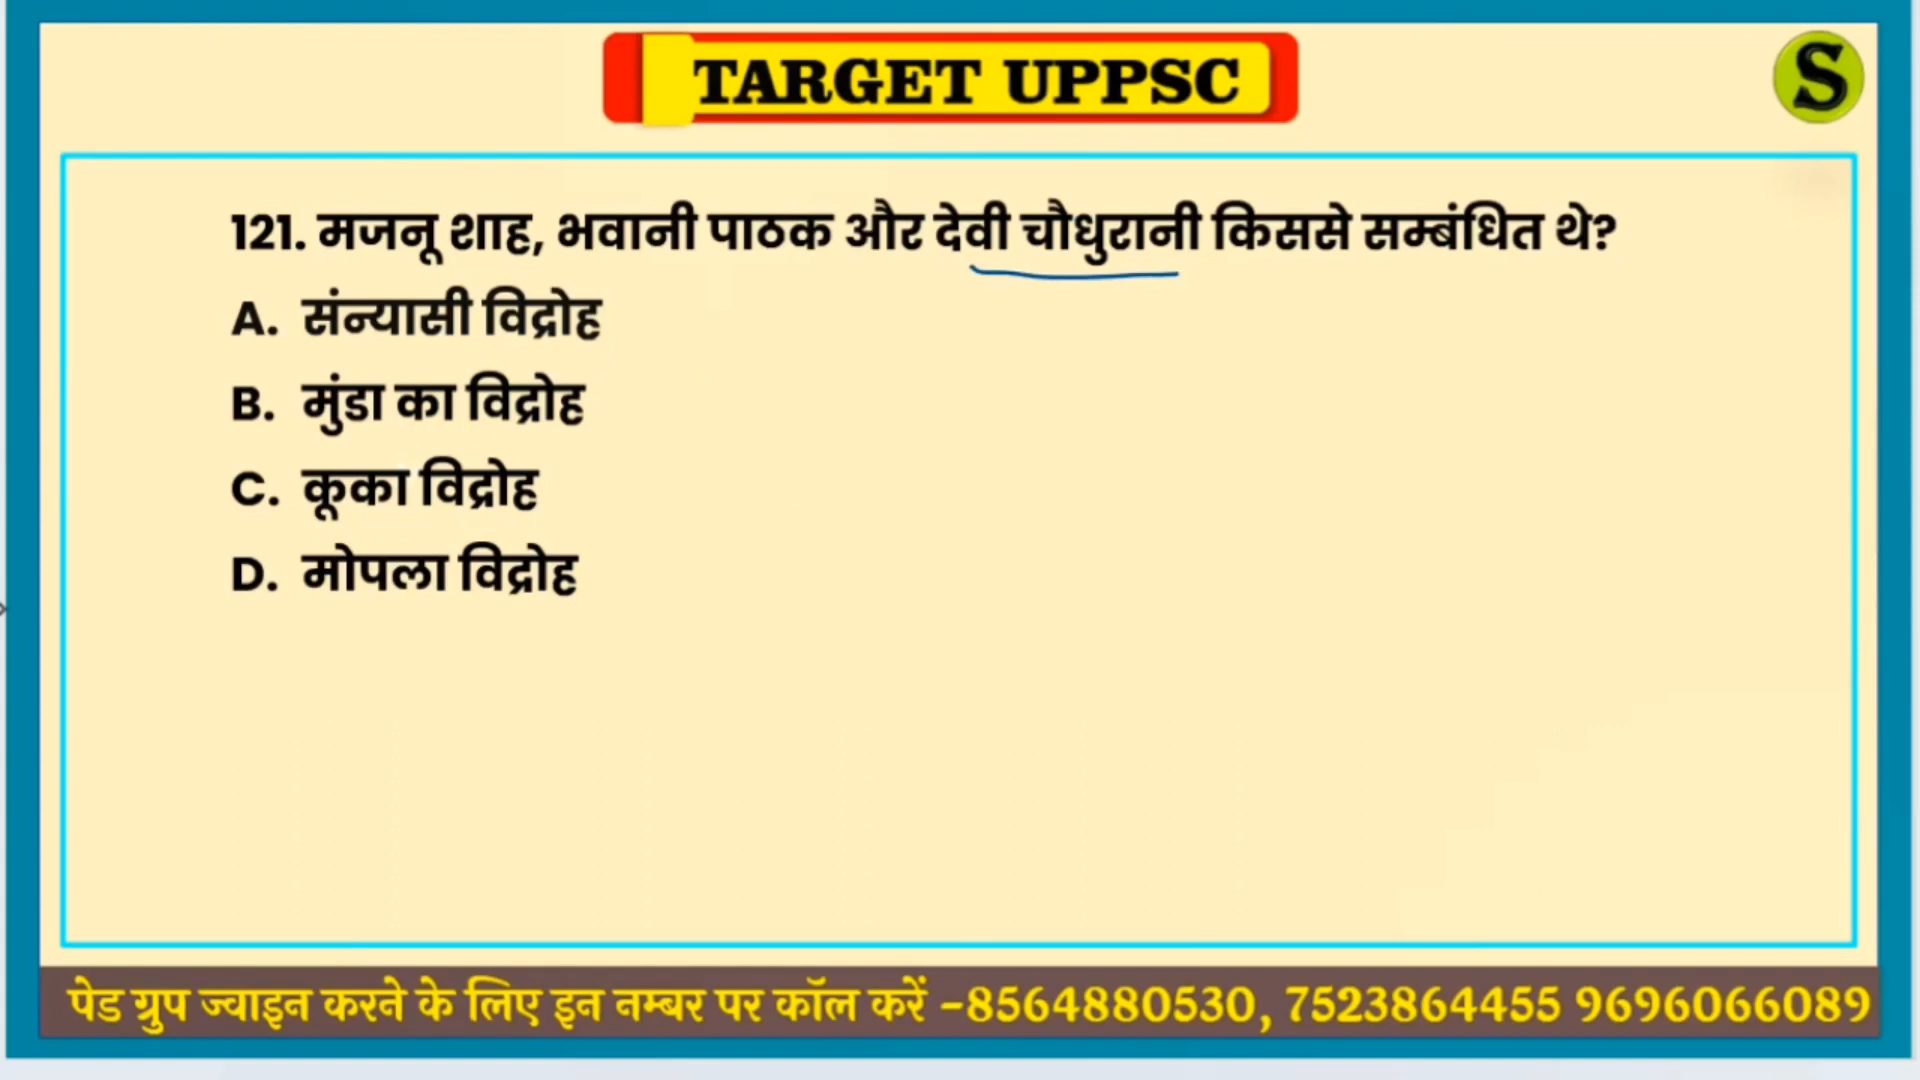 TARGET UPPSC
S
121. मजनू शाह, भवानी पाठक और देवी चौधुरानी किससे सम्बंधित थे?
A. संन्यासी विद्रोह
B. मुंडा का विद्रोह
C. कूका विद्रोह
D. मोपला विद्रोह
पेड ग्रुप ज्वाइन करने के लिए इन नम्बर पर कॉल करें –8564880530, 7523864455 9696066089